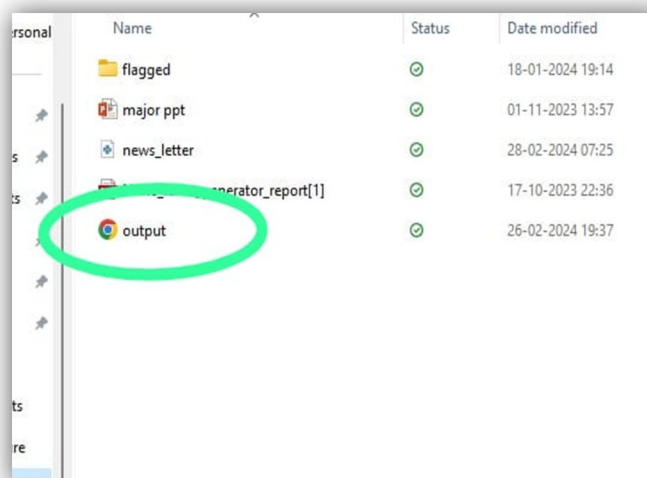 rsonal
Name Status Date modified
flagged 18-01-2024 19:14
major ppt 01-11-2023 13:57
s news_letter 28-02-2024 07:25
ts nerator_report[1] 17-10-2023 22:36
output 26-02-2024 19:37
ts
re